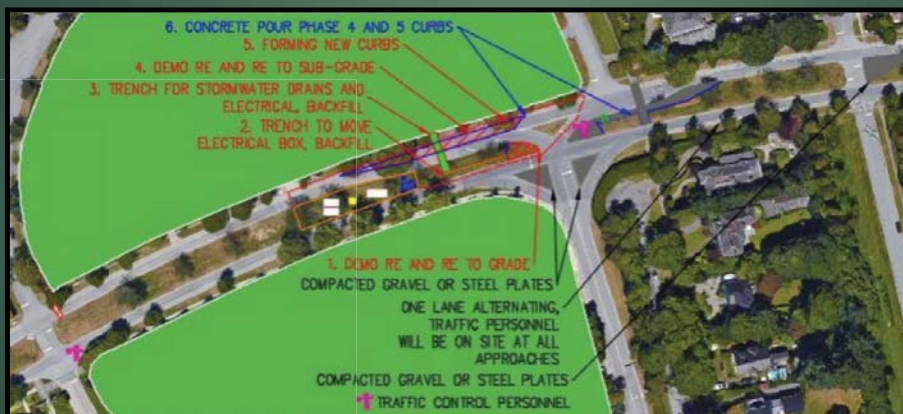 6. CONCRETE POUR PHASE 4 AND 5 CURBS
5. FORMING NEW CURBS
4. DEMO RE AND RE TO SUB-GRADE
3. TRENCH FOR STORMWATER DRAINS AND
ELECTRICAL, BACKFILL
2. TRENCH TO MOVE
ELECTRICAL BOX, BACKFILL
1. DEMO RE AND RE TO GRADE
COMPACTED GRAVEL OR STEEL PLATES
ONE LANE ALTERNATING,
TRAFFIC PERSONNEL
WILL BE ON SITE AT ALL
APPROACHES
COMPACTED GRAVEL OR STEEL PLATES
TRAFFIC CONTROL PERSONNEL